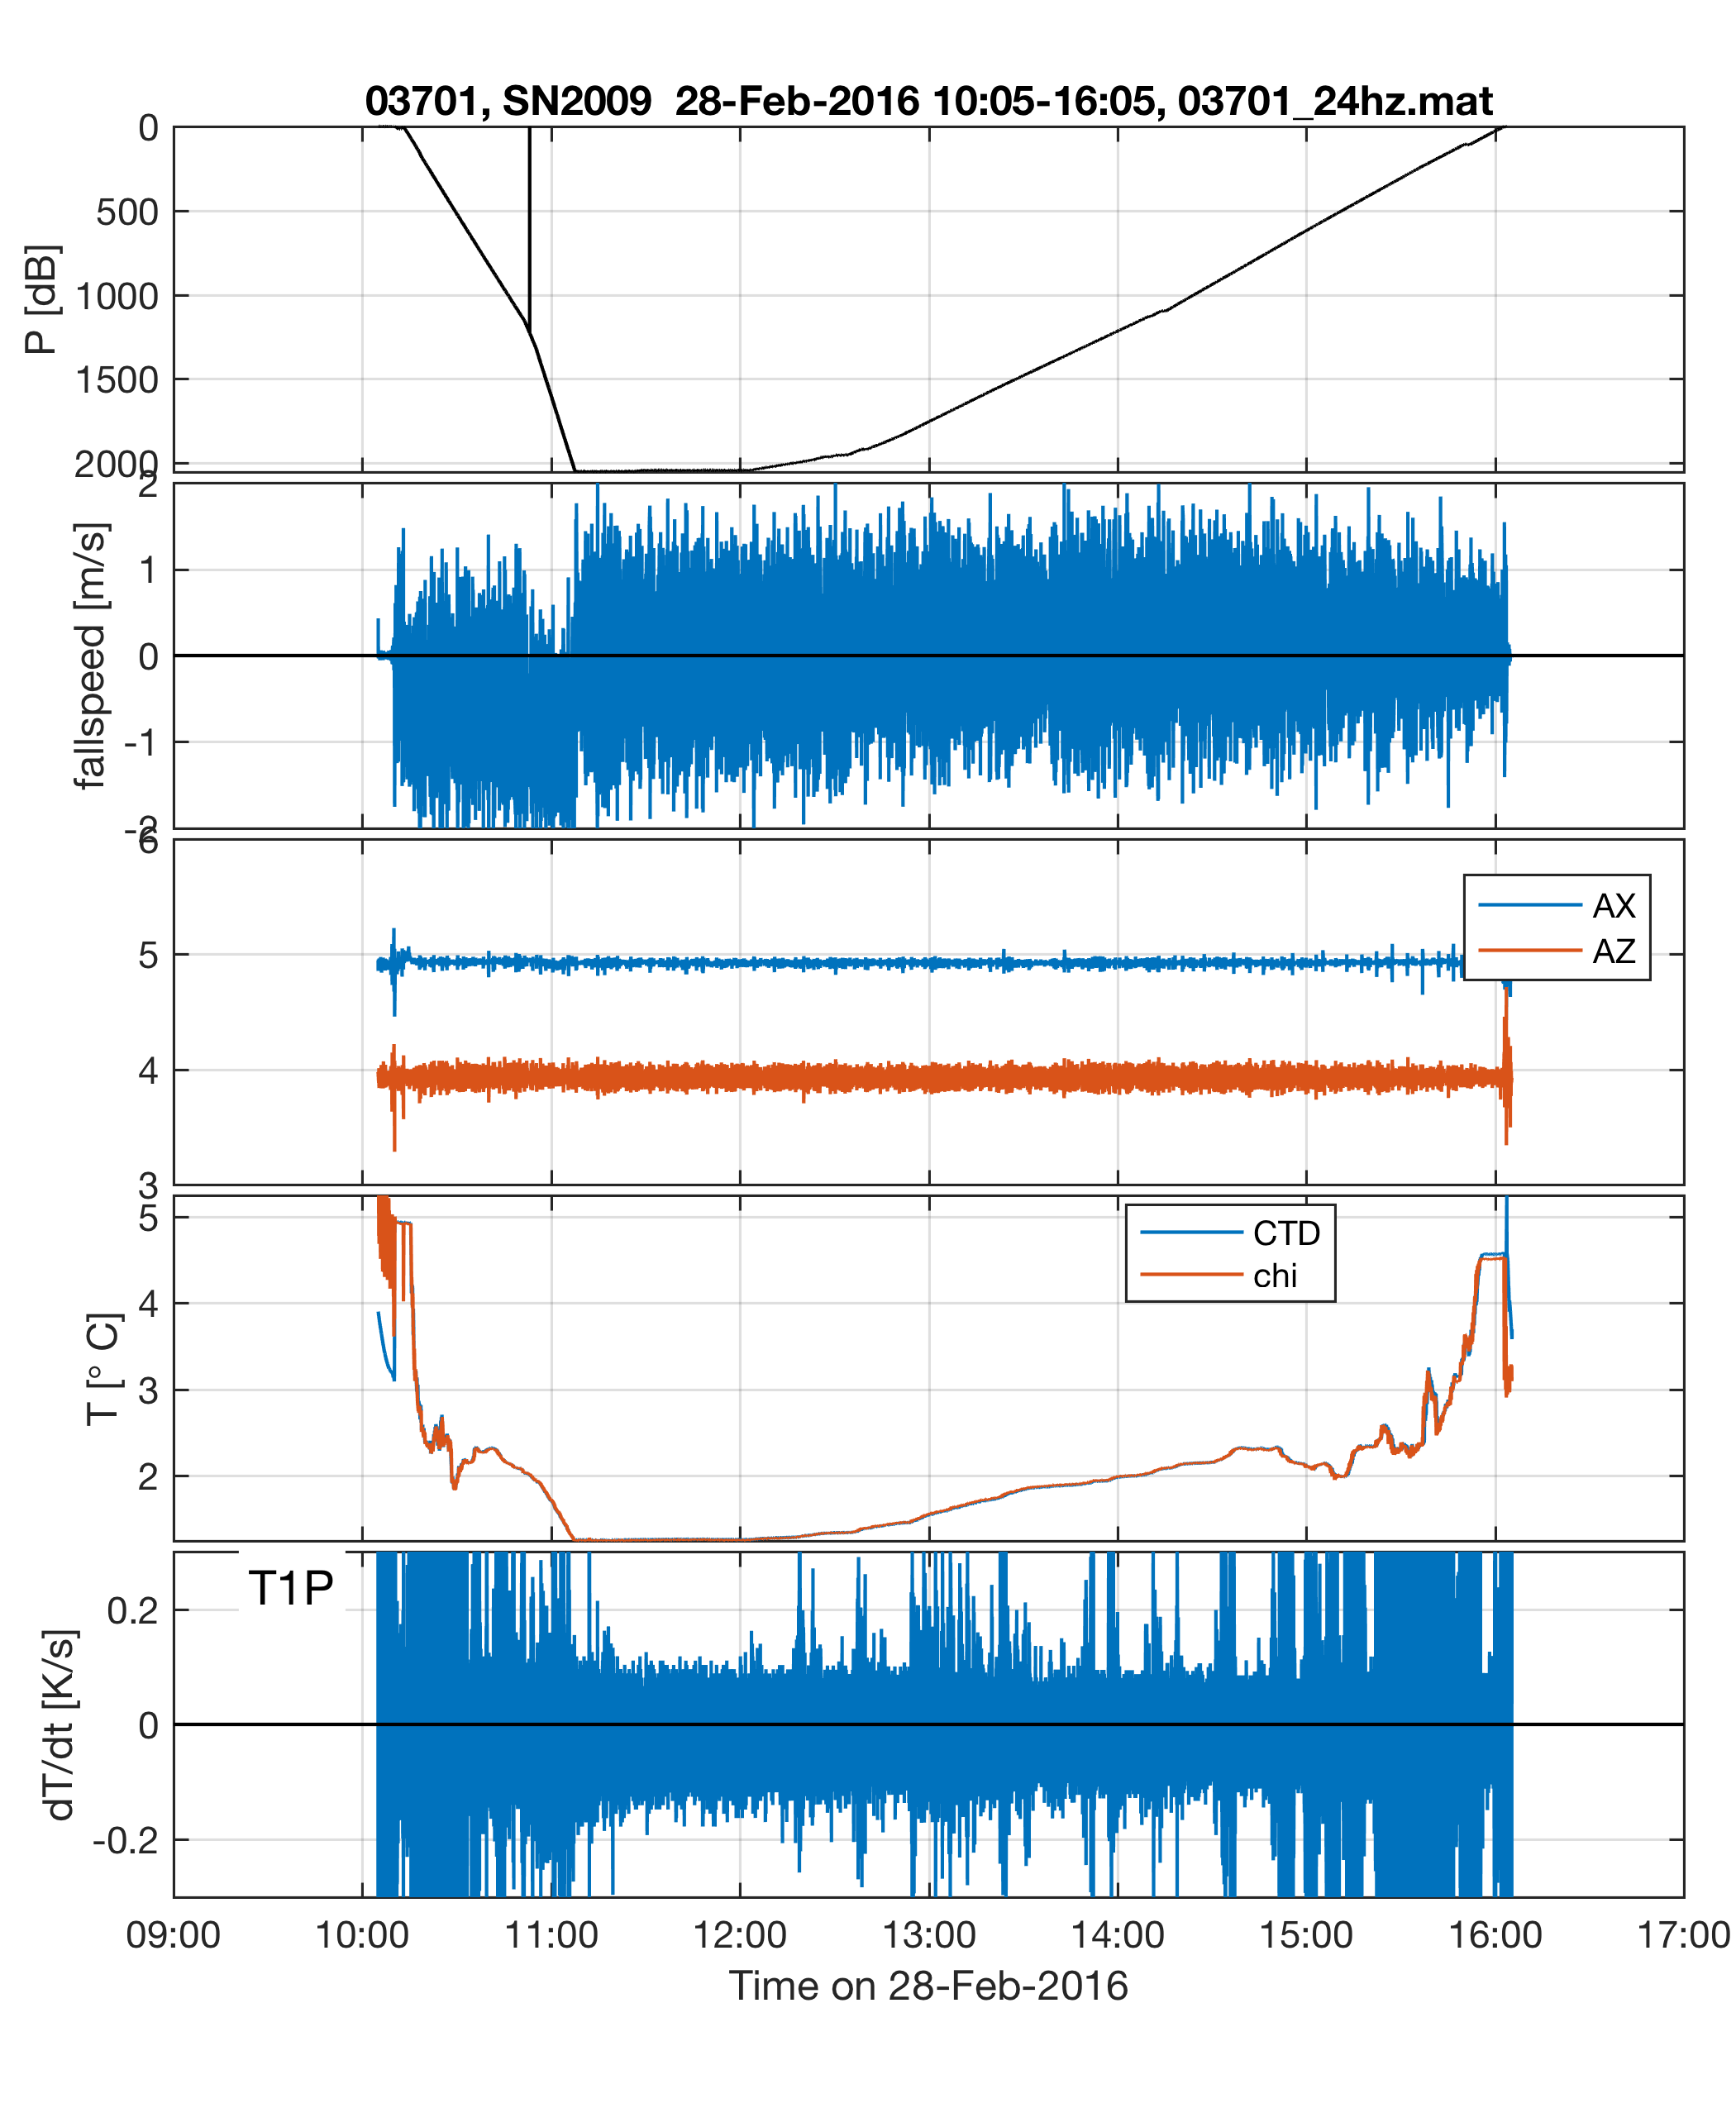 03701, SN2009  28-Feb-2016 10:05-16:05, 03701_24hz.mat
0
500
1000
1500
2000
P [dB]
2
1
0
-1
-2
fallspeed [m/s]
6
5
4
3
AX
AZ
5
4
3
2
T [° C]
CTD
chi
T1P
0.2
0
-0.2
dT/dt [K/s]
09:00 10:00 11:00 12:00 13:00 14:00 15:00 16:00 17:00
Time on 28-Feb-2016